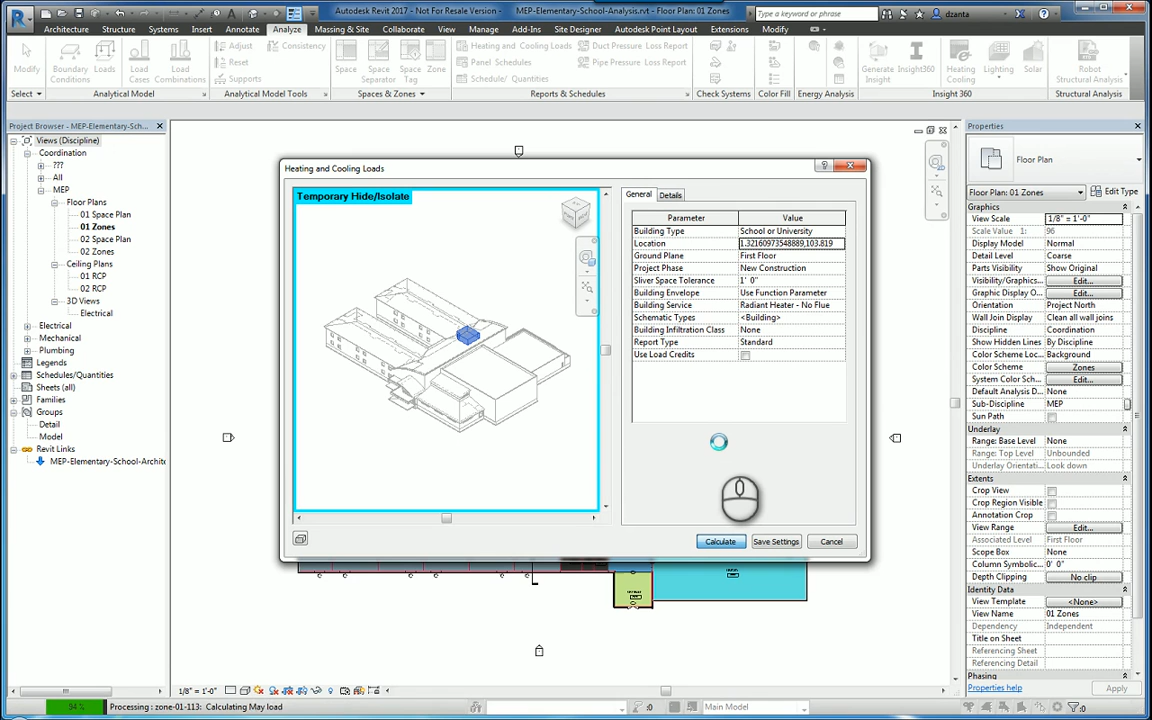 Autodesk Revit 2017 - Not For Resale Version - MEP-Elementary-School-Analysis.rvt - Floor Plan: 01 Zones
Type a keyword or phrase
dzanta
Architecture Structure Systems Insert Annotate Analyze Massing & Site Collaborate View Manage Add-Ins Site Designer Autodesk Point Layout Extensions Modify
Modify
Boundary Conditions
Loads
Load Cases
Load Combinations
Adjust
Reset
Supports
Consistency
Space
Space Separator
Space Tag
Zone
Heating and Cooling Loads
Panel Schedules
Schedule/ Quantities
Duct Pressure Loss Report
Pipe Pressure Loss Report
Generate Insight
Insight360
Heating Cooling
Lighting
Solar
Robot Structural Analysis
Select
Analytical Model
Analytical Model Tools
Spaces & Zones
Reports & Schedules
Check Systems
Color Fill
Energy Analysis
Insight 360
Structural Analysis
Project Browser - MEP-Elementary-Sch...
Views (Discipline)
Coordination
???
All
MEP
Floor Plans
01 Space Plan
01 Zones
02 Space Plan
02 Zones
Ceiling Plans
01 RCP
02 RCP
3D Views
Electrical
Electrical
Mechanical
Plumbing
Legends
Schedules/Quantities
Sheets (all)
Families
Groups
Detail
Model
Revit Links
MEP-Elementary-School-Archite
Heating and Cooling Loads
Temporary Hide/Isolate
General Details
Parameter Value
Building Type School or University
Location 1.32160973548889,103.819
Ground Plane First Floor
Project Phase New Construction
Sliver Space Tolerance 1' 0"
Building Envelope Use Function Parameter
Building Service Radiant Heater - No Flue
Schematic Types <Building>
Building Infiltration Class None
Report Type Standard
Use Load Credits
Calculate Save Settings Cancel
Properties
Floor Plan
Floor Plan: 01 Zones Edit Type
Graphics
View Scale 1/8" = 1'-0"
Scale Value 1: 96
Display Model Normal
Detail Level Coarse
Parts Visibility Show Original
Visibility/Graphics... Edit...
Graphic Display O... Edit...
Orientation Project North
Wall Join Display Clean all wall joins
Discipline Coordination
Show Hidden Lines By Discipline
Color Scheme Lo... Background
Color Scheme Zones
System Color Sch... Edit...
Default Analysis D... None
Sub-Discipline MEP
Sun Path
Underlay
Range: Base Level None
Range: Top Level Unbounded
Underlay Orientati... Look down
Extents
Crop View
Crop Region Visible
Annotation Crop
View Range Edit...
Associated Level First Floor
Scope Box None
Column Symbolic... 0' 0"
Depth Clipping No clip
Identity Data
View Template <None>
View Name 01 Zones
Dependency Independent
Title on Sheet
Referencing Sheet
Referencing Detail
Phasing
Properties help Apply
1/8" = 1'-0"
94 % Processing : zone-01-113: Calculating May load
:0
Main Model
:0